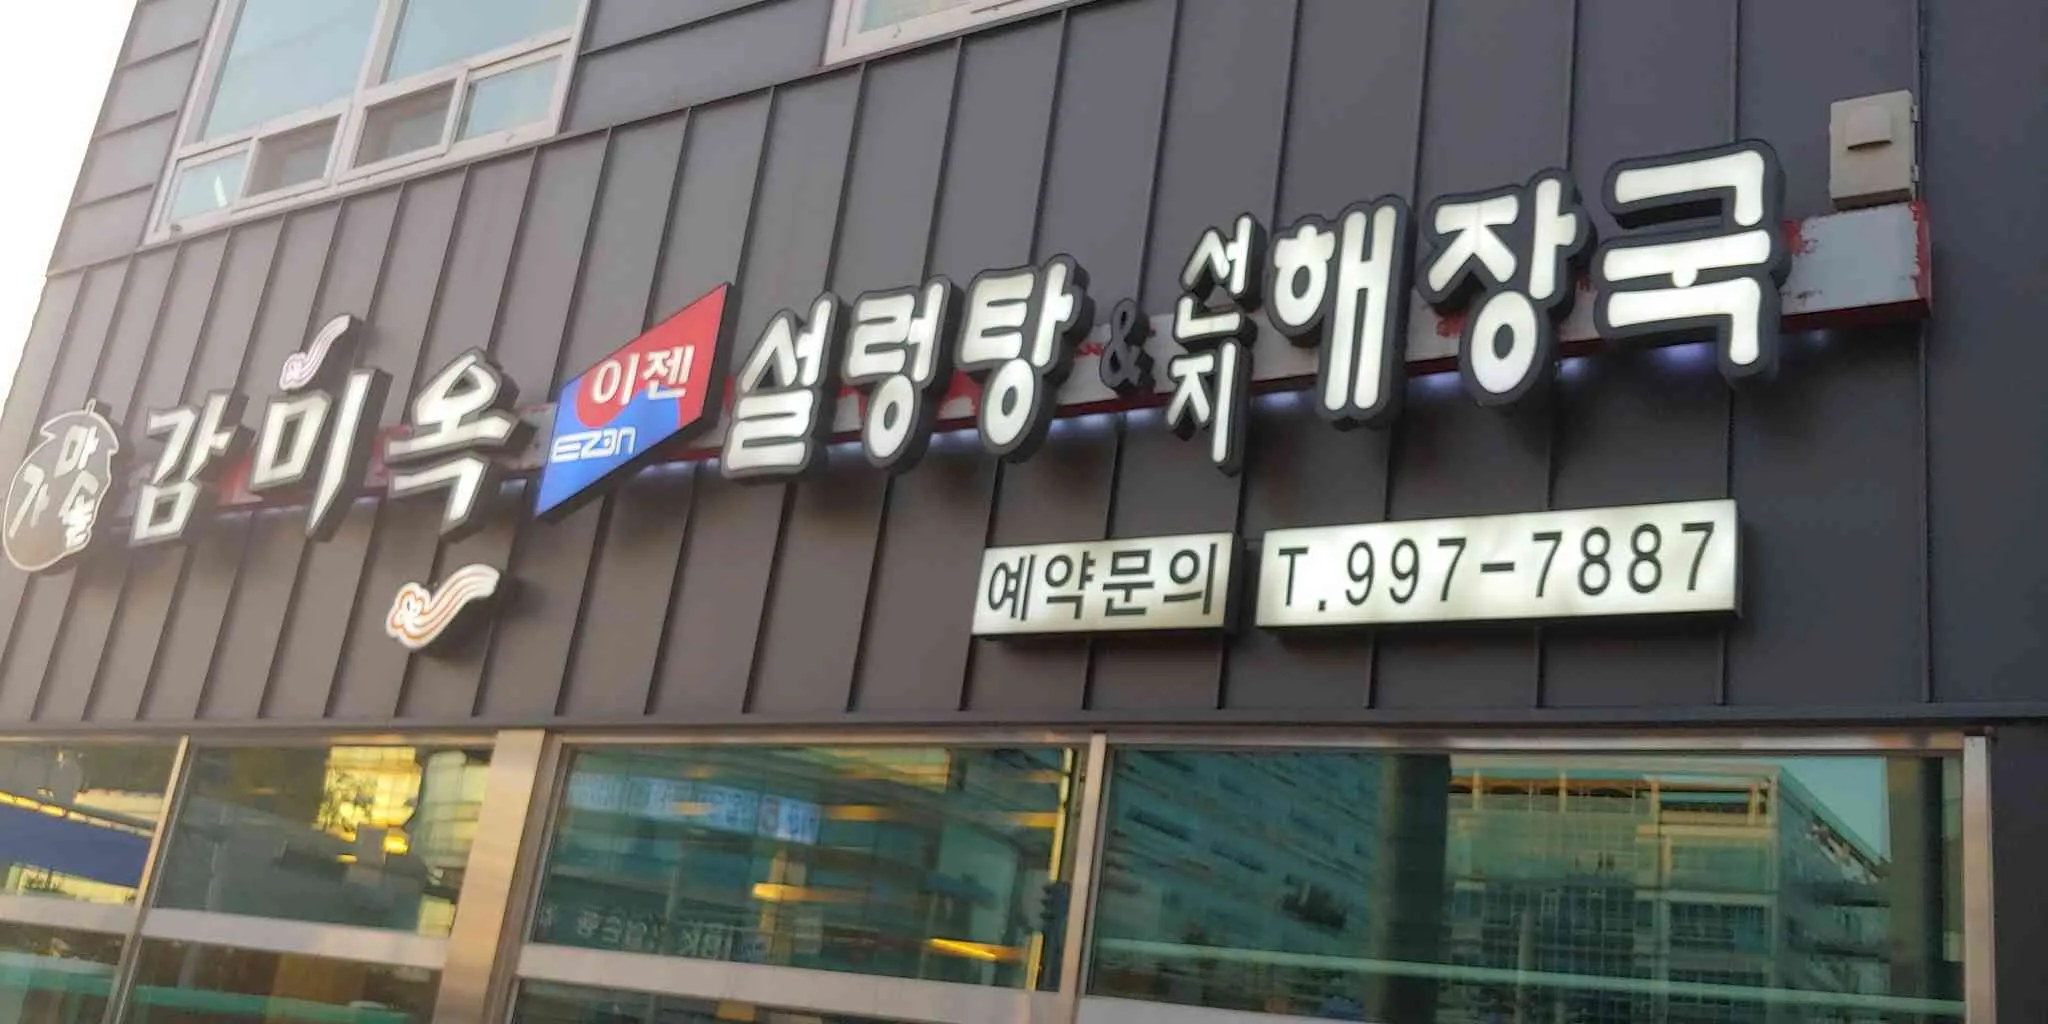 가마솥 감미옥 이젠 EZEN 설렁탕 & 선지해장국
예약문의 T.997-7887